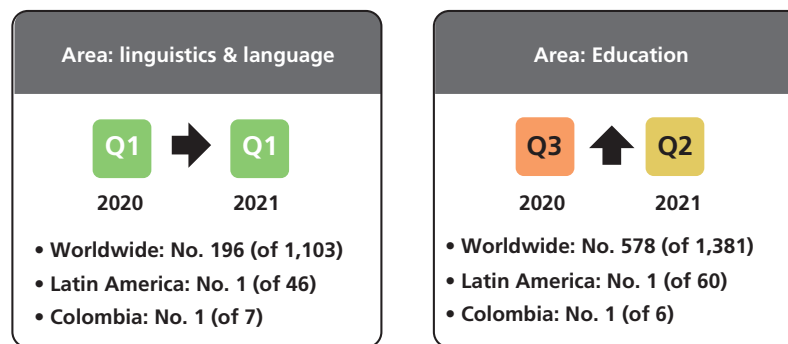 Area: linguistics & language
Q1 Q1
2020 2021
• Worldwide: No. 196 (of 1,103)
• Latin America: No. 1 (of 46)
• Colombia: No. 1 (of 7)
Area: Education
Q3 Q2
2020 2021
• Worldwide: No. 578 (of 1,381)
• Latin America: No. 1 (of 60)
• Colombia: No. 1 (of 6)